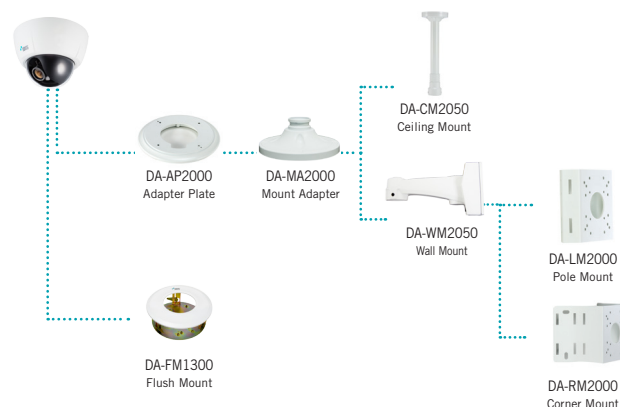 DA-CM2050
Ceiling Mount
DA-AP2000
Adapter Plate
DA-MA2000
Mount Adapter
DA-WM2050
Wall Mount
DA-LM2000
Pole Mount
DA-FM1300
Flush Mount
DA-RM2000
Corner Mount